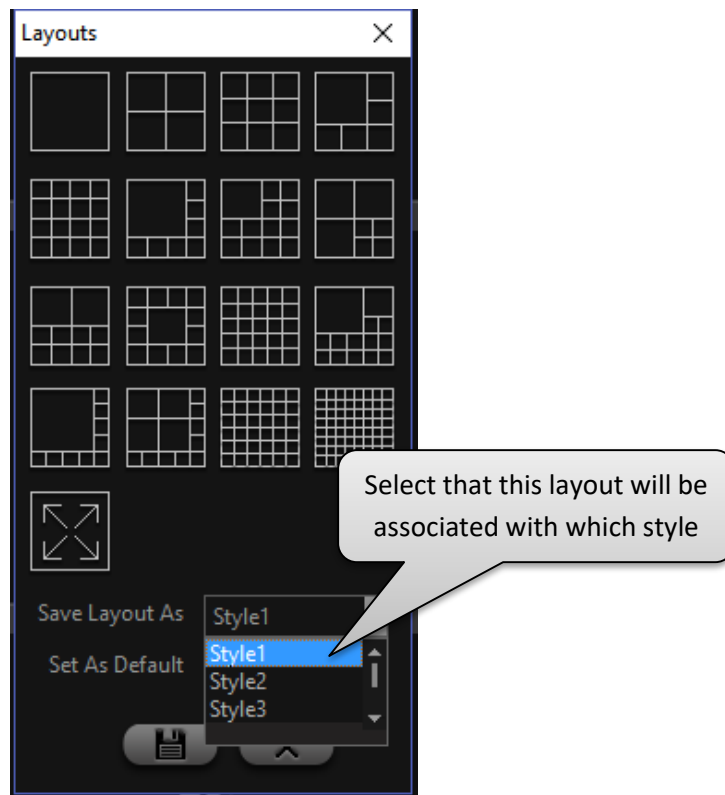 Layouts
Select that this layout will be
associated with which style
Save Layout As
Style1
Set As Default
Style1
Style2
Style3